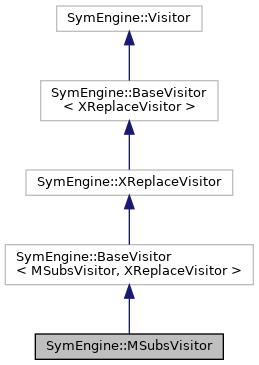 SymEngine::Visitor
SymEngine::BaseVisitor
< XReplaceVisitor >
SymEngine::XReplaceVisitor
SymEngine::BaseVisitor
< MSubsVisitor, XReplaceVisitor >
SymEngine::MSubsVisitor